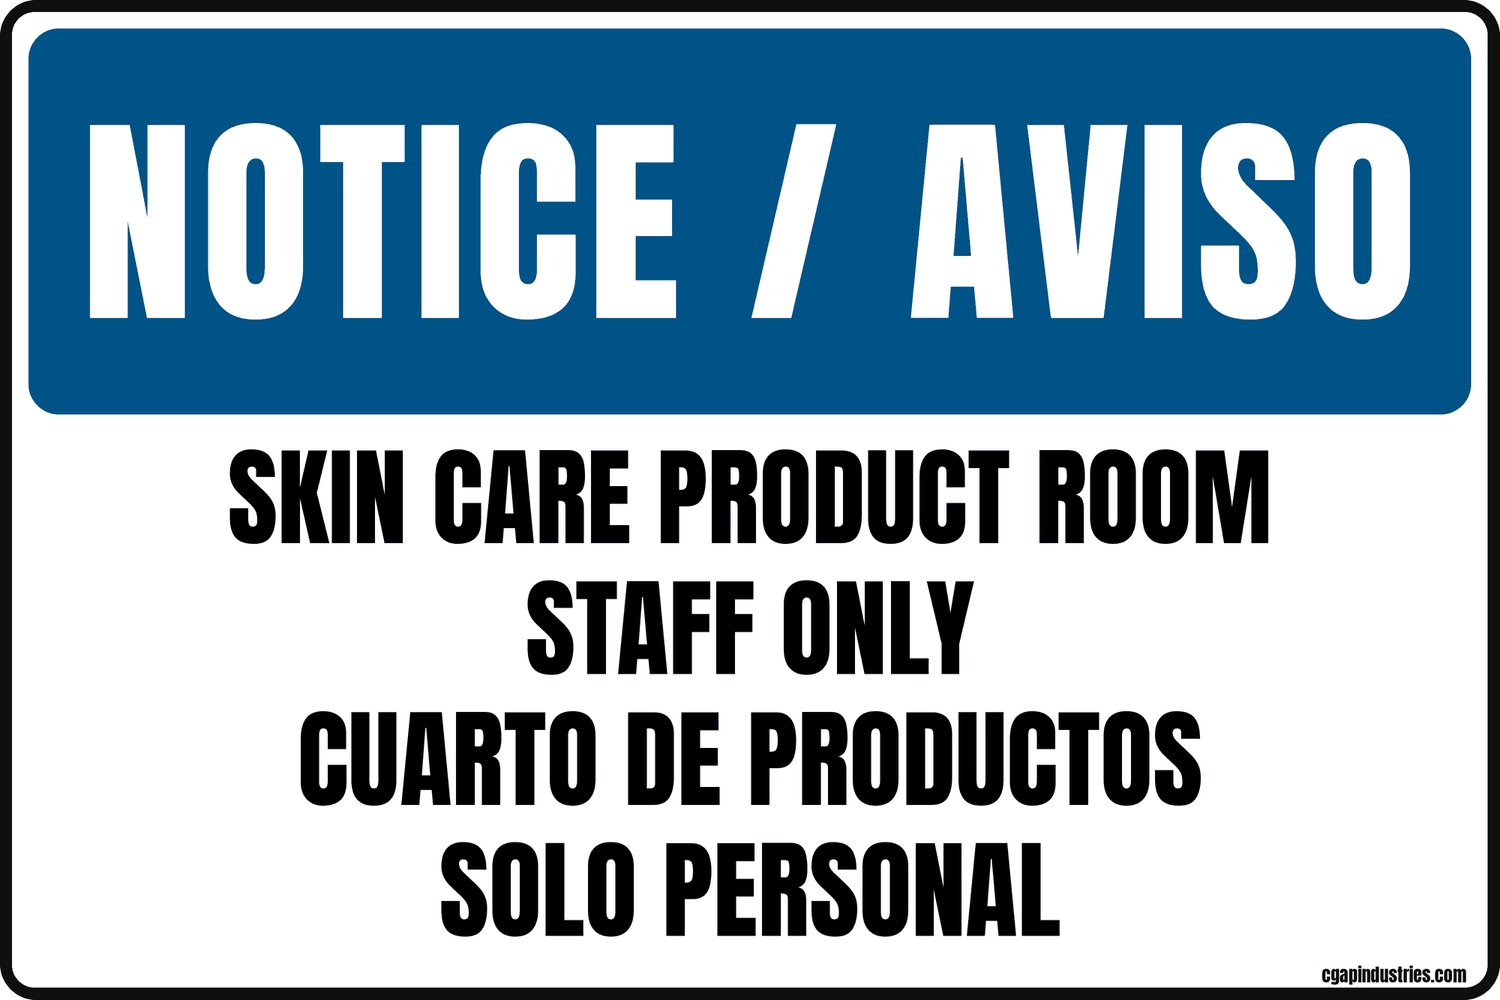 NOTICE / AVISO
SKIN CARE PRODUCT ROOM
STAFF ONLY
CUARTO DE PRODUCTOS
SOLO PERSONAL
cgapindustries.com